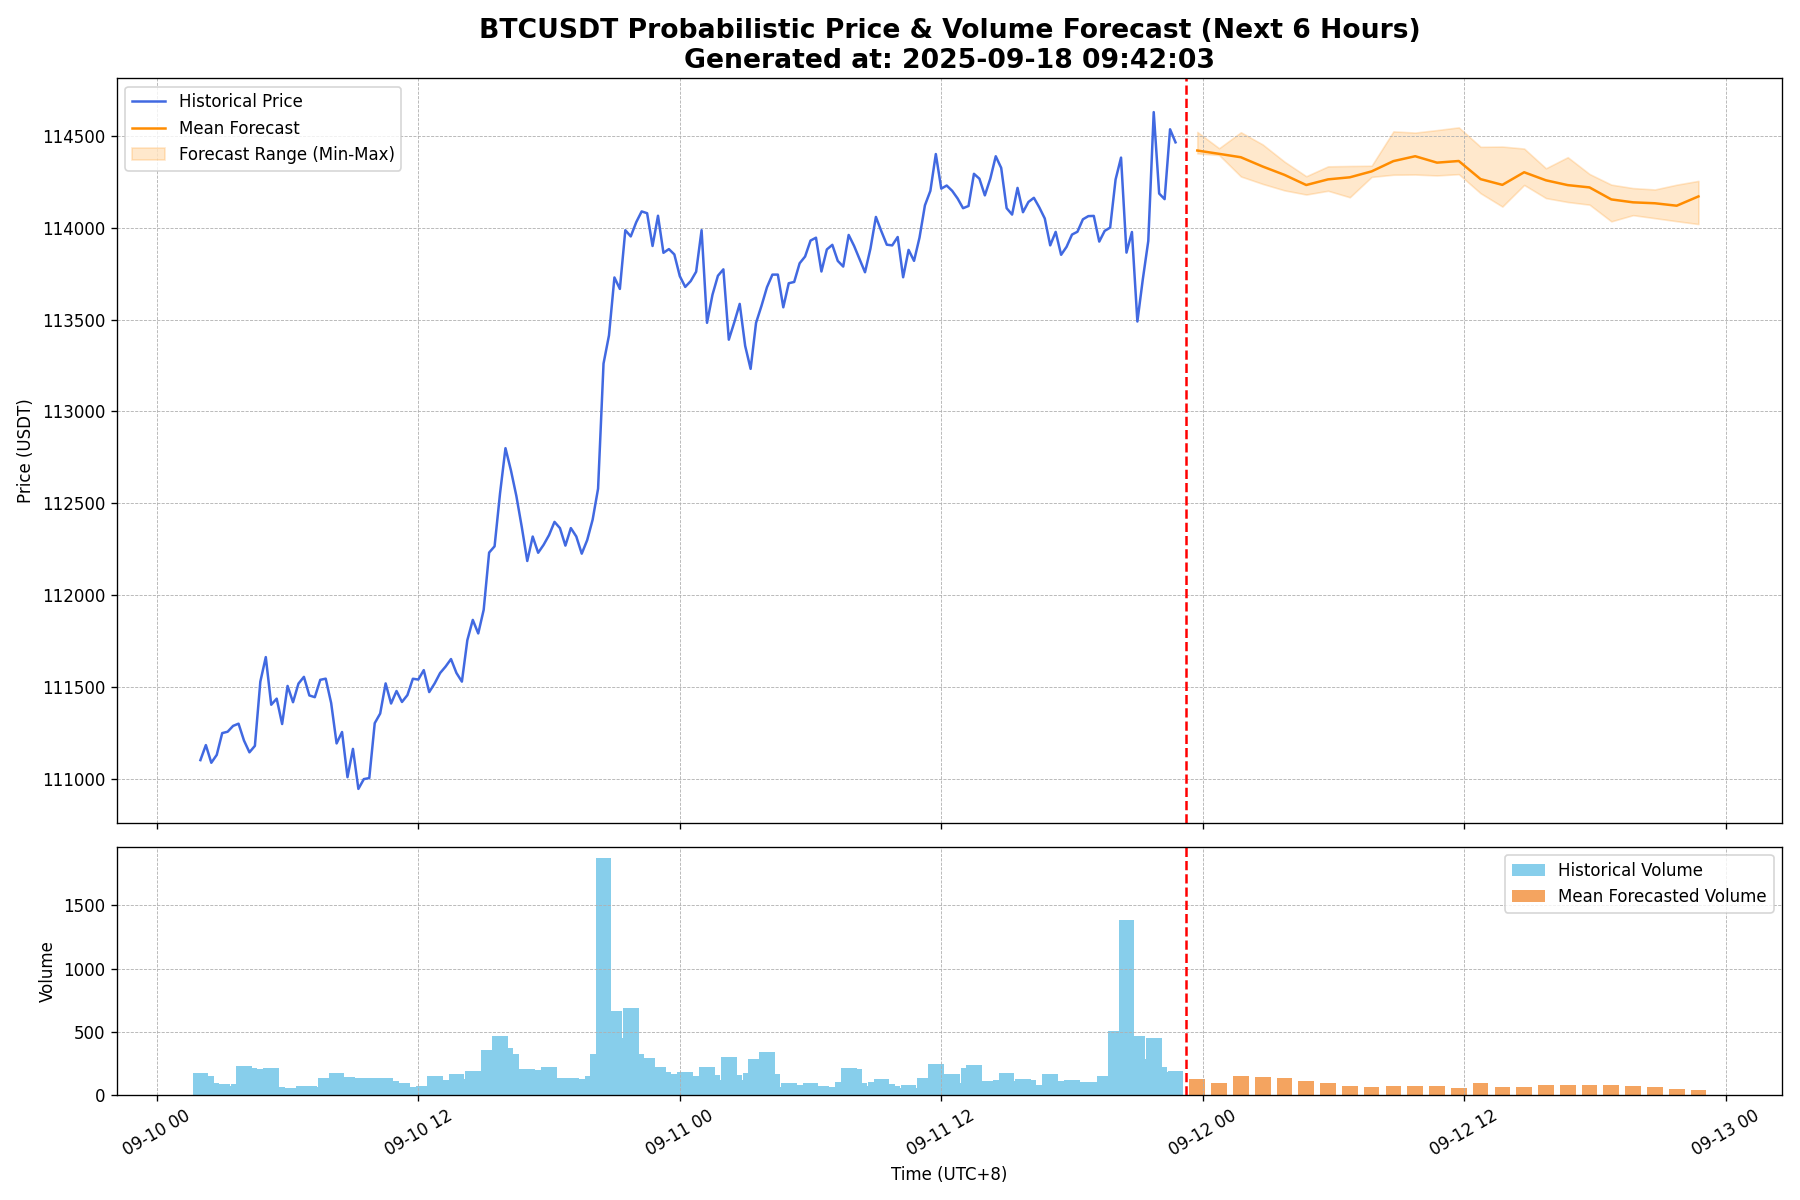 BTCUSDT Probabilistic Price & Volume Forecast (Next 6 Hours)
Generated at: 2025-09-18 09:42:03
Historical Price
Mean Forecast
Forecast Range (Min-Max)
114500
114000
113500
113000
112500
112000
111500
111000
Price (USDT)
Historical Volume
Mean Forecasted Volume
1500
1000
500
0
Volume
09-10 00
09-10 12
09-11 00
09-11 12
09-12 00
09-12 12
09-13 00
Time (UTC+8)